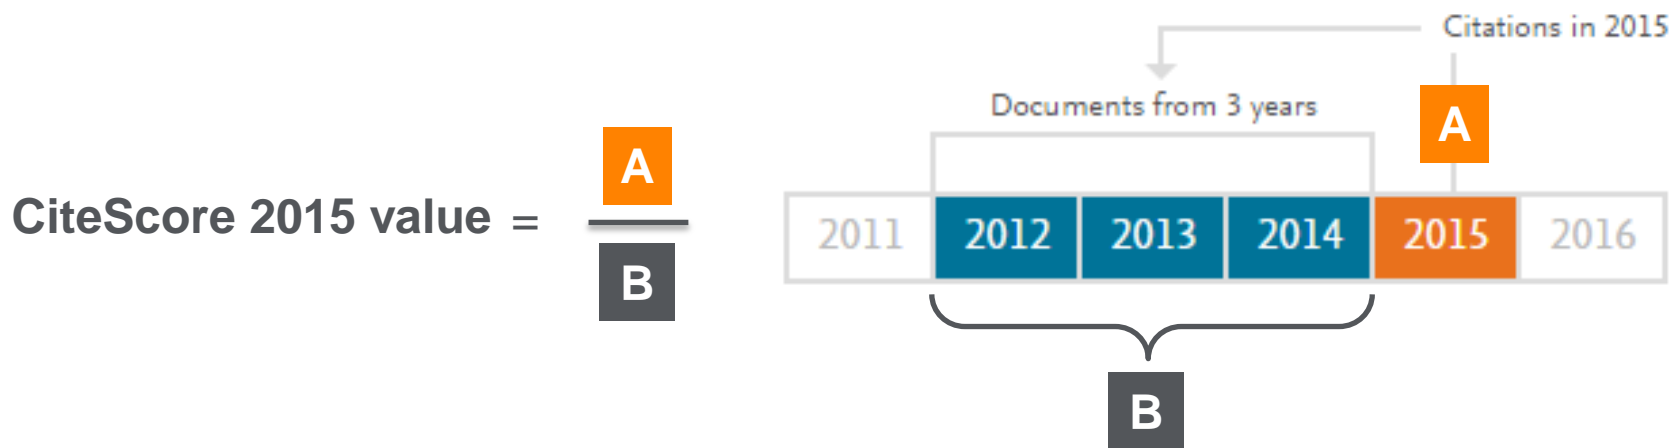 CiteScore 2015 value =
A
B
Citations in 2015
Documents from 3 years
A
2011 2012 2013 2014 2015 2016
B